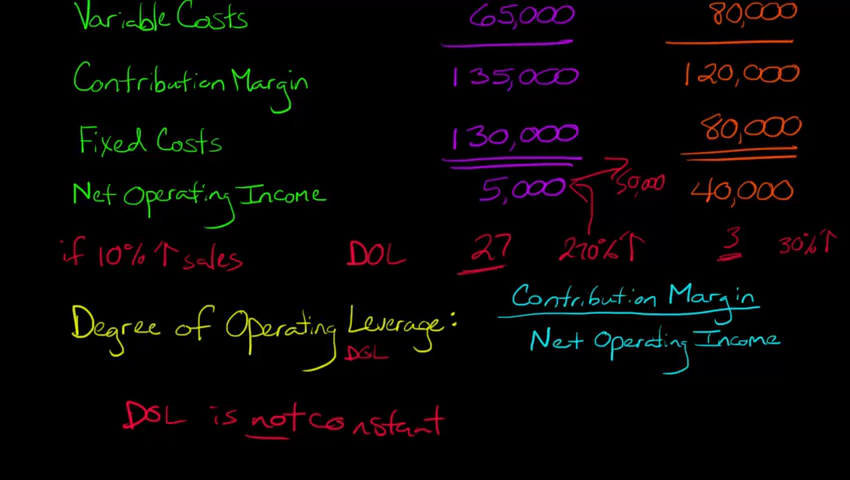 Variable Costs 65,000 80,000
Contribution Margin 135,000 120,000
Fixed Costs 130,000 80,000
Net Operating Income 5,000 50,000 40,000
if 10% ↑ sales DOL 27 270% ↑ 3 30% ↑
Degree of Operating Leverage: Contribution Margin
Net Operating Income
DOL
DOL is not constant